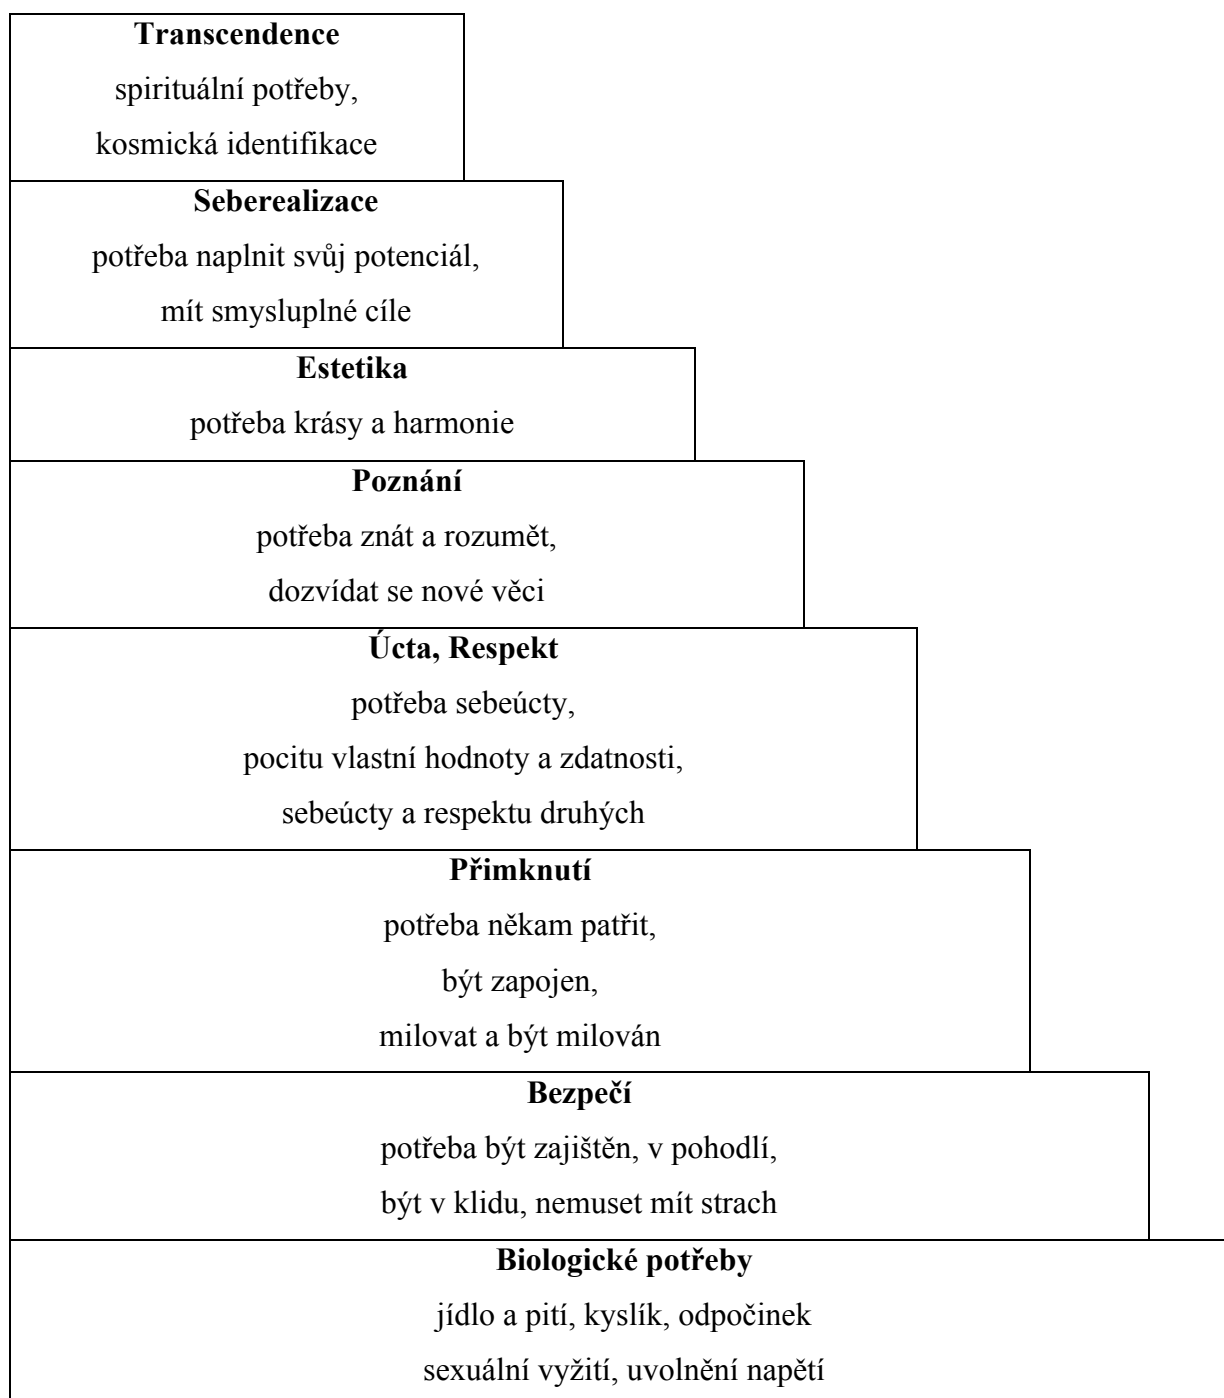 Transcendence
spirituální potřeby,
kosmická identifikace
Seberealizace
potřeba naplnit svůj potenciál,
mít smysluplné cíle
Estetika
potřeba krásy a harmonie
Poznání
potřeba znát a rozumět,
dozvídat se nové věci
Úcta, Respekt
potřeba sebeúcty,
pocitu vlastní hodnoty a zdatnosti,
sebeúcty a respektu druhých
Přimknutí
potřeba někam patřit,
být zapojen,
milovat a být milován
Bezpečí
potřeba být zajištěn, v pohodlí,
být v klidu, nemuset mít strach
Biologické potřeby
jídlo a pití, kyslík, odpočinek
sexuální vyžití, uvolnění napětí